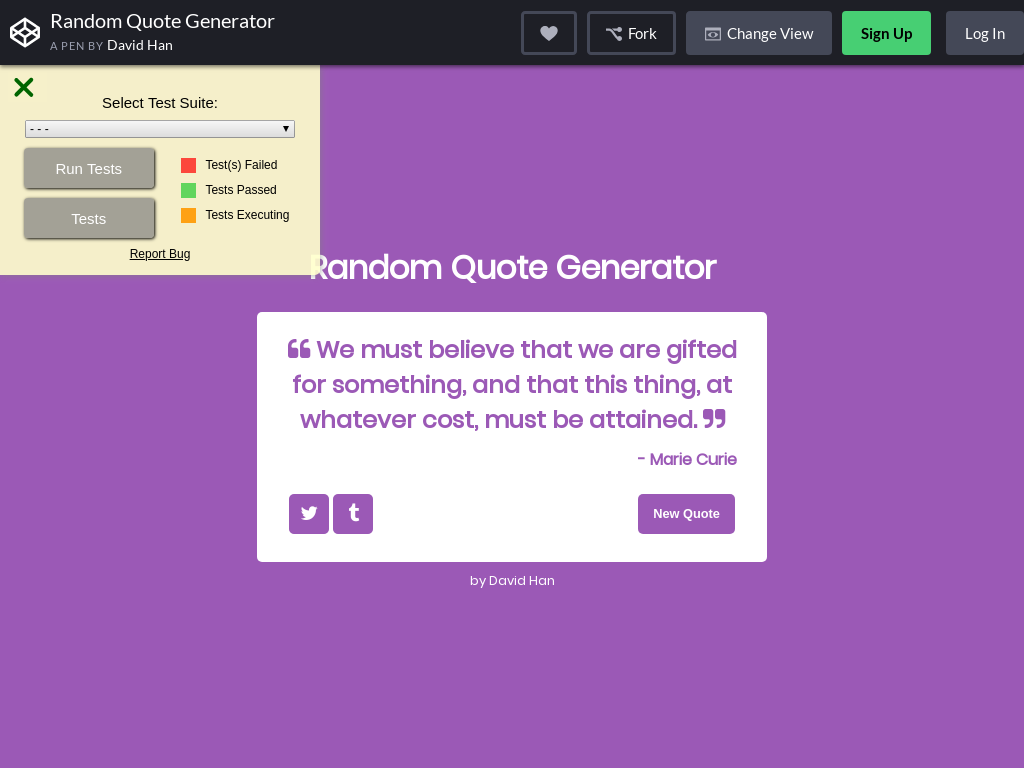 Random Quote Generator
A PEN BY David Han
Fork
Change View
Sign Up
Log In
Select Test Suite:
- - -
Run Tests
Tests
Test(s) Failed
Tests Passed
Tests Executing
Report Bug
Random Quote Generator
We must believe that we are gifted
for something, and that this thing, at
whatever cost, must be attained.
- Marie Curie
New Quote
by David Han